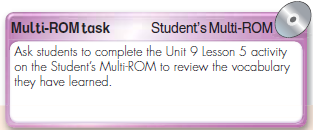 Multi-ROM task Student's Multi-ROM
Ask students to complete the Unit 9 Lesson 5 activity
on the Student's Multi-ROM to review the vocabulary
they have learned.